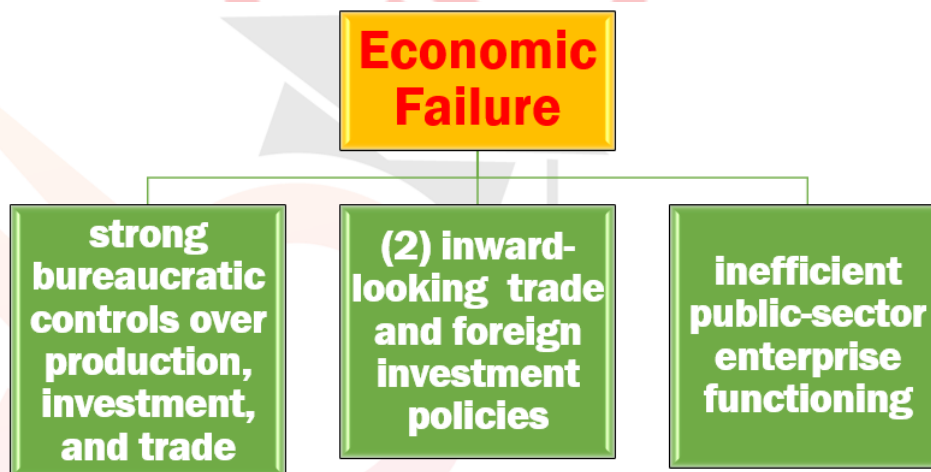 Economic
Failure
strong
bureaucratic
controls over
production,
investment,
and trade
(2) inward-
looking trade
and foreign
investment
policies
inefficient
public-sector
enterprise
functioning